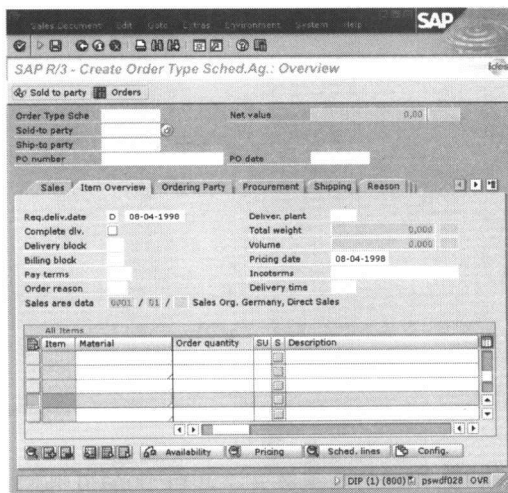 Sales Document Edit Goto Extras Environment System Help
SAP
SAP R/3 - Create Order Type Sched.Ag.: Overview
Sold to party Orders
Order Type Sche Net value 0,00
Sold-to party
Ship-to party
PO number PO date
Sales Item Overview Ordering Party Procurement Shipping Reason
Req.deliv.date D 08-04-1998 Deliver. plant
Complete dlv. Total weight 0,000
Delivery block Volume 0.000
Billing block Pricing date 08-04-1998
Pay terms Incoterms
Order reason Delivery time
Sales area data 0001 / 01 / Sales Org. Germany, Direct Sales
All Items
Item Material Order quantity SU S Description
Availability Pricing Sched. lines Config.
DIP (1) (800) pswdf028 OVR